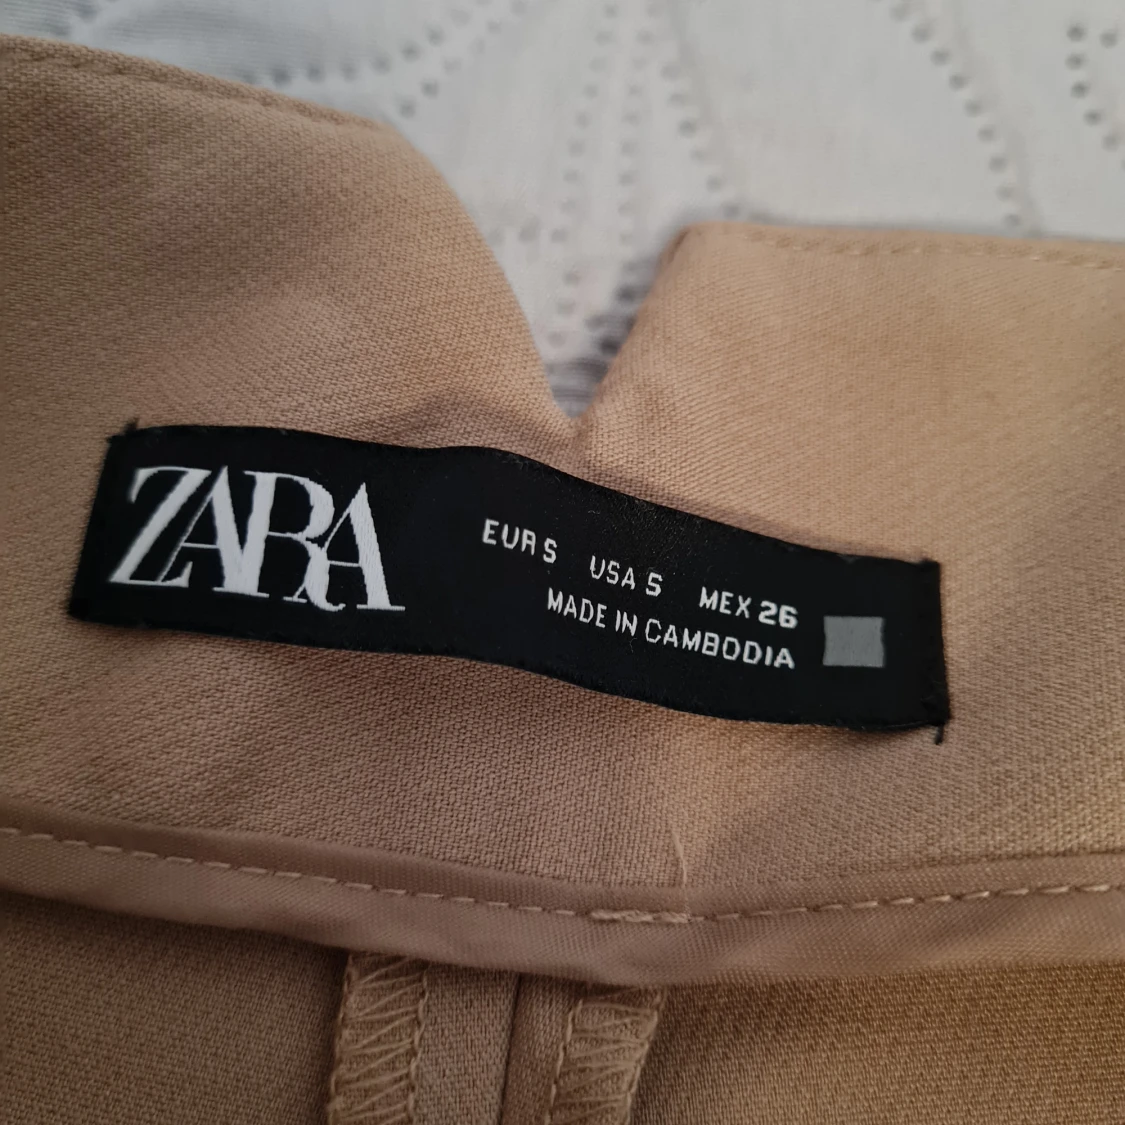 ZARA
EUR S USA S MEX 26
MADE IN CAMBODIA